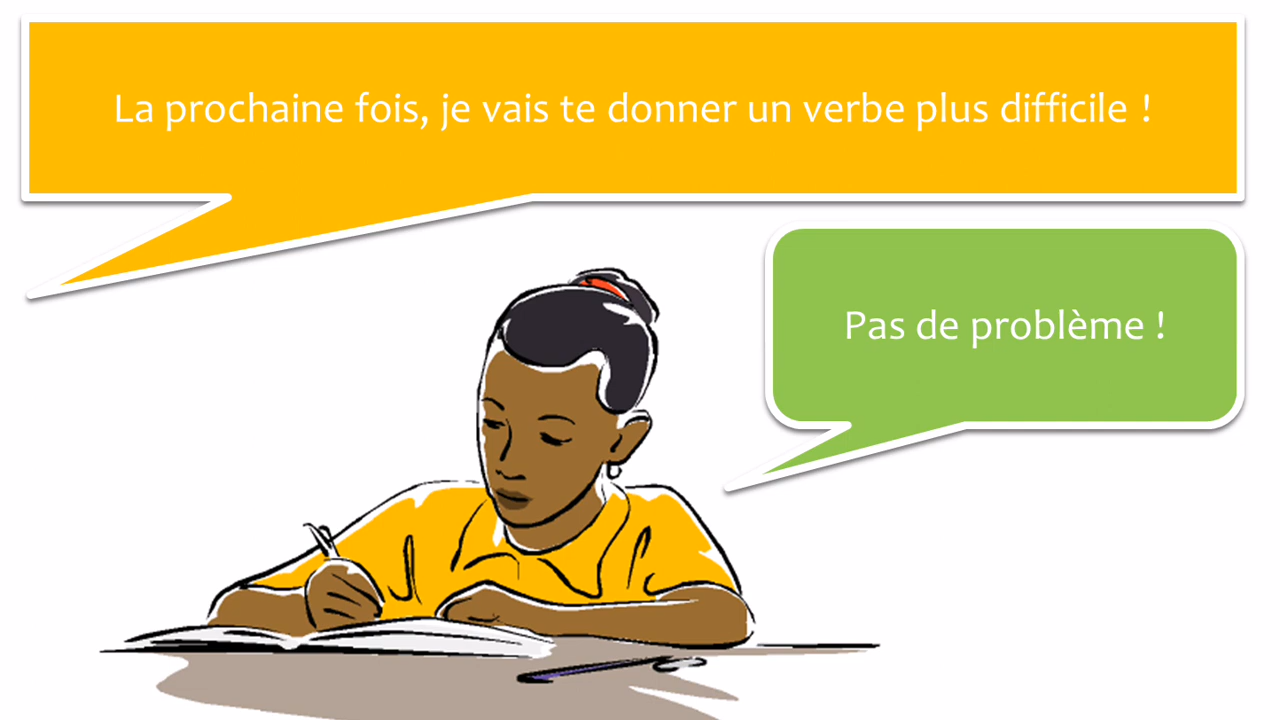 La prochaine fois, je vais te donner un verbe plus difficile !
Pas de problème !